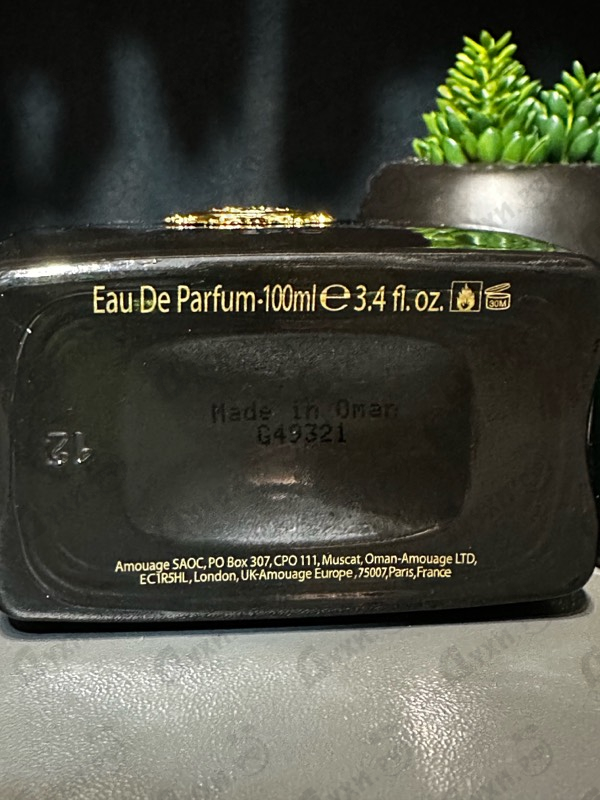 Eau De Parfum·100ml ℮ 3.4 fl. oz.
30M
Made in Oman
G49321
12
Amouage SAOC, PO Box 307, CPO 111, Muscat, Oman-Amouage LTD,
EC1R5HL, London, UK-Amouage Europe ,75007,Paris,France